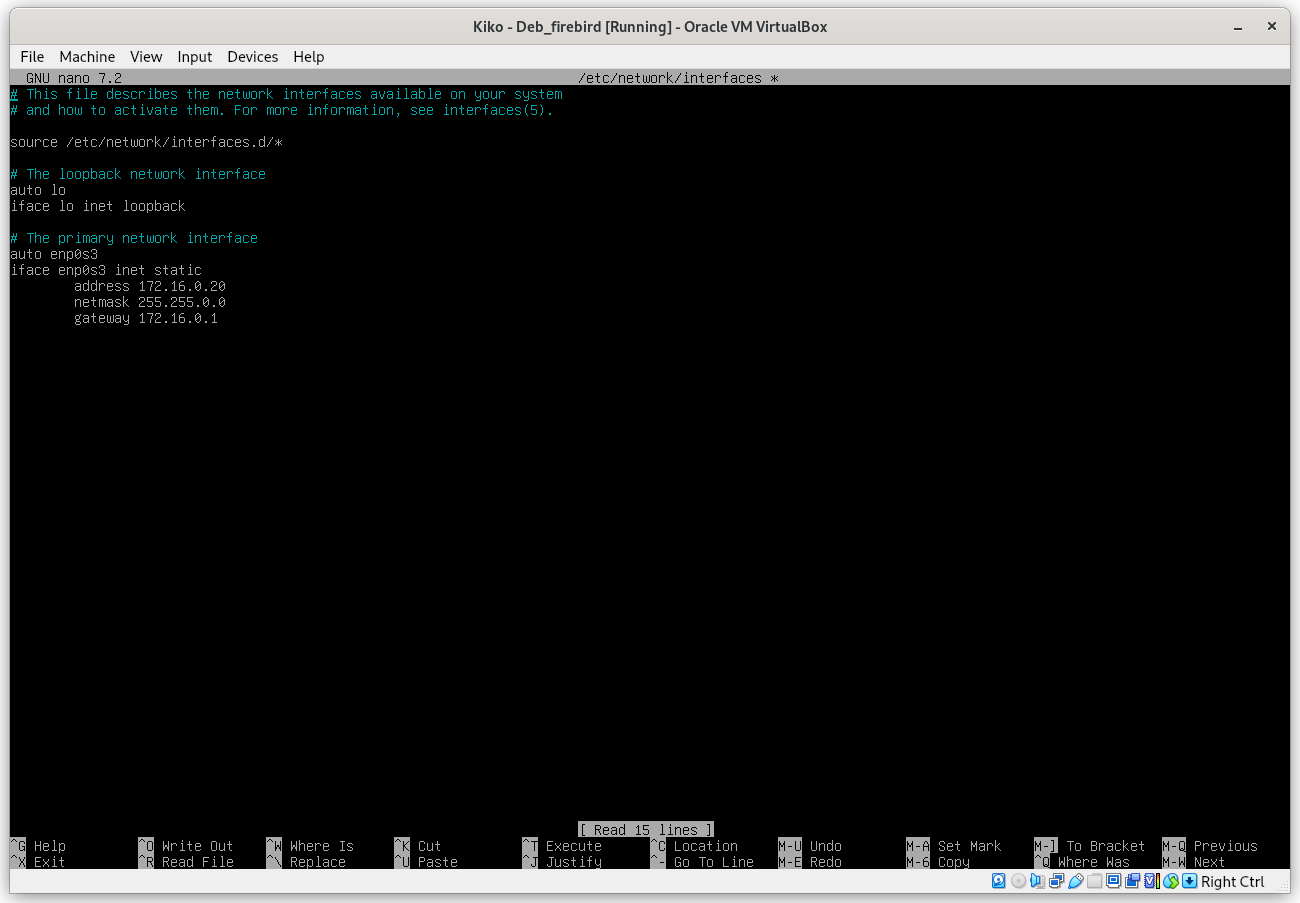 Kiko - Deb_firebird [Running] - Oracle VM VirtualBox
File Machine View Input Devices Help
GNU nano 7.2 /etc/network/interfaces *
# This file describes the network interfaces available on your system
# and how to activate them. For more information, see interfaces(5).
source /etc/network/interfaces.d/*
# The loopback network interface
auto lo
iface lo inet loopback
# The primary network interface
auto enp0s3
iface enp0s3 inet static
address 172.16.0.20
netmask 255.255.0.0
gateway 172.16.0.1
[ Read 15 lines ]
^G Help ^O Write Out ^W Where Is ^K Cut ^T Execute ^C Location M-U Undo M-A Set Mark M-] To Bracket M-Q Previous
^X Exit ^R Read File ^\ Replace ^U Paste ^J Justify ^- Go To Line M-E Redo M-6 Copy ^Q Where Was M-W Next
Right Ctrl